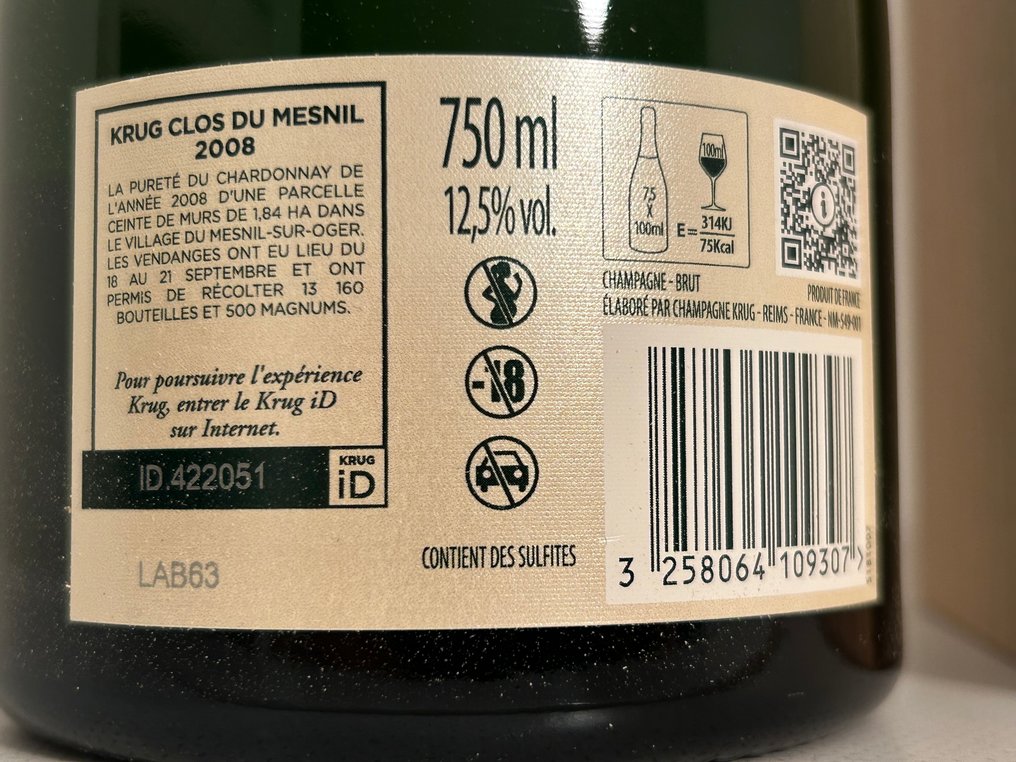 KRUG CLOS DU MESNIL
2008
LA PURETÉ DU CHARDONNAY DE
L'ANNÉE 2008 D'UNE PARCELLE
CEINTE DE MURS DE 1,84 HA DANS
LE VILLAGE DU MESNIL-SUR-OGER.
LES VENDANGES ONT EU LIEU DU
18 AU 21 SEPTEMBRE ET ONT
PERMIS DE RÉCOLTER 13 160
BOUTEILLES ET 500 MAGNUMS.
Pour poursuivre l'expérience
Krug, entrer le Krug iD
sur Internet.
ID 422051
KRUG
iD
LAB63
750 ml
12,5% vol.
-18
CONTIENT DES SULFITES
7,5
X
100ml
100ml
E = 314KJ
75Kcal
i
PRODUIT DE FRANCE
CHAMPAGNE - BRUT
ÉLABORÉ PAR CHAMPAGNE KRUG - REIMS - FRANCE - NM-549-001
3 258064 109307 >